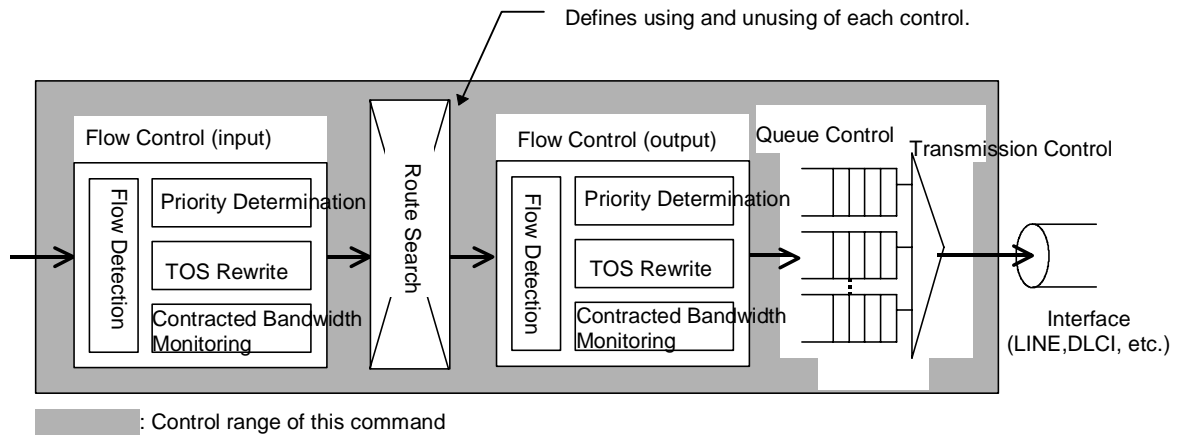 Defines using and unusing of each control.
Flow Control (input)
Flow Detection
Priority Determination
TOS Rewrite
Contracted Bandwidth
Monitoring
Route Search
Flow Control (output)
Flow Detection
Priority Determination
TOS Rewrite
Contracted Bandwidth
Monitoring
Queue Control
Transmission Control
Interface
(LINE,DLCI, etc.)
: Control range of this command